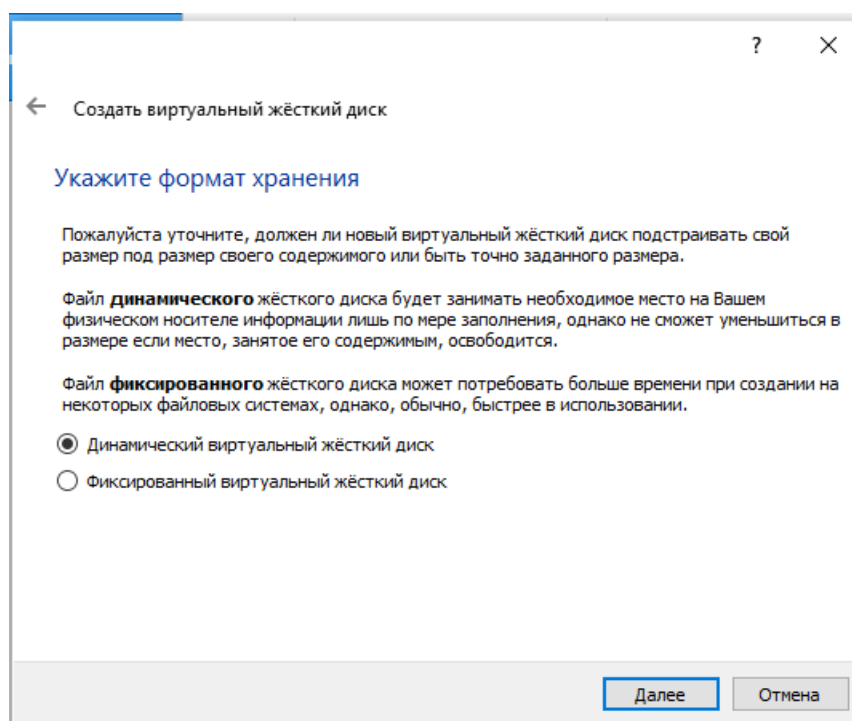 ?
Создать виртуальный жёсткий диск
Укажите формат хранения
Пожалуйста уточните, должен ли новый виртуальный жёсткий диск подстраивать свой
размер под размер своего содержимого или быть точно заданного размера.
Файл динамического жёсткого диска будет занимать необходимое место на Вашем
физическом носителе информации лишь по мере заполнения, однако не сможет уменьшиться в
размере если место, занятое его содержимым, освободится.
Файл фиксированного жёсткого диска может потребовать больше времени при создании на
некоторых файловых системах, однако, обычно, быстрее в использовании.
Динамический виртуальный жёсткий диск
Фиксированный виртуальный жёсткий диск
Далее Отмена